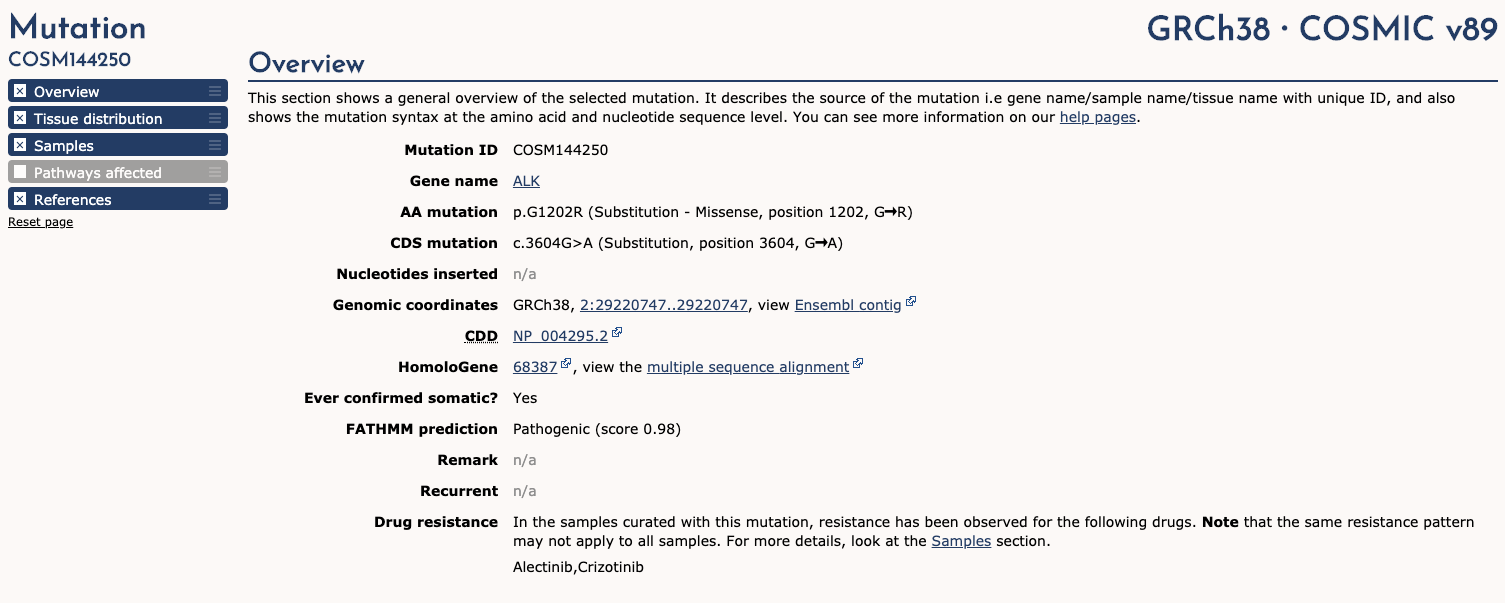 Mutation
COSM144250
GRCh38 · COSMIC v89
Overview
Tissue distribution
Samples
Pathways affected
References
Reset page
Overview
This section shows a general overview of the selected mutation. It describes the source of the mutation i.e gene name/sample name/tissue name with unique ID, and also
shows the mutation syntax at the amino acid and nucleotide sequence level. You can see more information on our help pages.
Mutation ID COSM144250
Gene name ALK
AA mutation p.G1202R (Substitution - Missense, position 1202, G➞R)
CDS mutation c.3604G>A (Substitution, position 3604, G➞A)
Nucleotides inserted n/a
Genomic coordinates GRCh38, 2:29220747..29220747, view Ensembl contig
CDD NP_004295.2
HomoloGene 68387, view the multiple sequence alignment
Ever confirmed somatic? Yes
FATHMM prediction Pathogenic (score 0.98)
Remark n/a
Recurrent n/a
Drug resistance In the samples curated with this mutation, resistance has been observed for the following drugs. Note that the same resistance pattern
may not apply to all samples. For more details, look at the Samples section.
Alectinib,Crizotinib